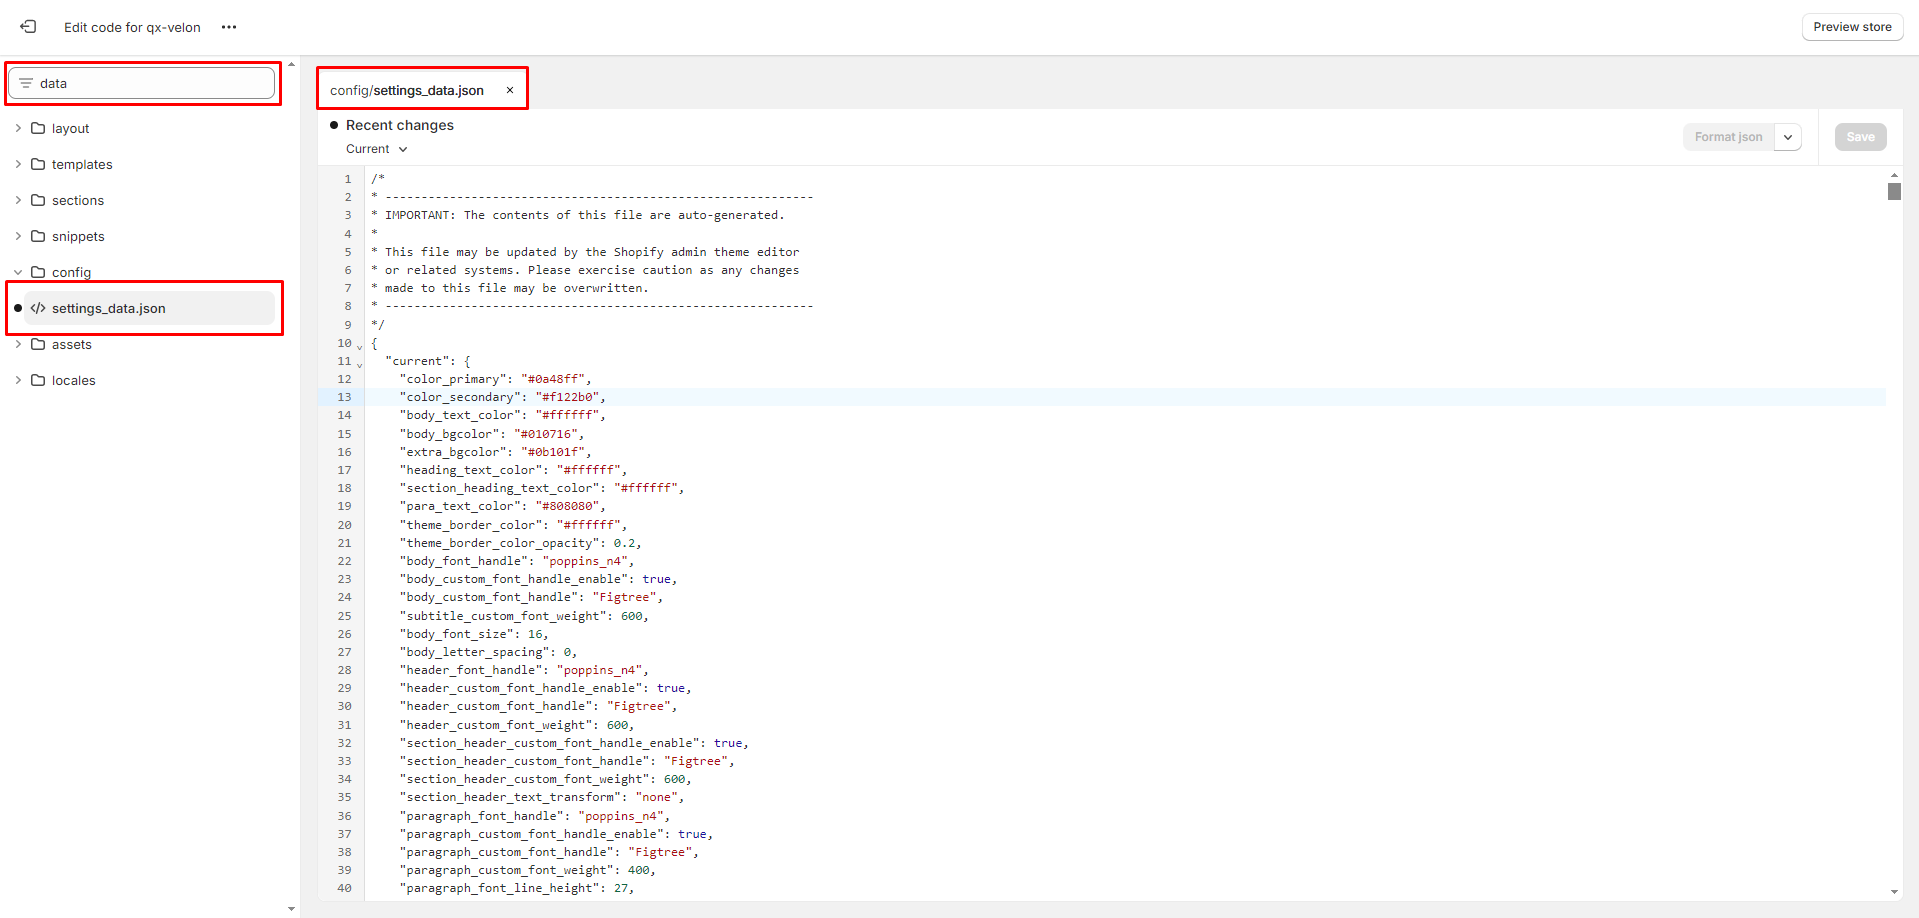 Edit code for qx-velon
Preview store
data
layout
templates
sections
snippets
config
settings_data.json
assets
locales
config/settings_data.json
Recent changes
Current
Format json
Save
1 /*
2 * ------------------------------------------------------------
3 * IMPORTANT: The contents of this file are auto-generated.
4 *
5 * This file may be updated by the Shopify admin theme editor
6 * or related systems. Please exercise caution as any changes
7 * made to this file may be overwritten.
8 * ------------------------------------------------------------
9 */
10 {
11 "current": {
12 "color_primary": "#0a48ff",
13 "color_secondary": "#f122b0",
14 "body_text_color": "#ffffff",
15 "body_bgcolor": "#010716",
16 "extra_bgcolor": "#0b101f",
17 "heading_text_color": "#ffffff",
18 "section_heading_text_color": "#ffffff",
19 "para_text_color": "#808080",
20 "theme_border_color": "#ffffff",
21 "theme_border_color_opacity": 0.2,
22 "body_font_handle": "poppins_n4",
23 "body_custom_font_handle_enable": true,
24 "body_custom_font_handle": "Figtree",
25 "subtitle_custom_font_weight": 600,
26 "body_font_size": 16,
27 "body_letter_spacing": 0,
28 "header_font_handle": "poppins_n4",
29 "header_custom_font_handle_enable": true,
30 "header_custom_font_handle": "Figtree",
31 "header_custom_font_weight": 600,
32 "section_header_custom_font_handle_enable": true,
33 "section_header_custom_font_handle": "Figtree",
34 "section_header_custom_font_weight": 600,
35 "section_header_text_transform": "none",
36 "paragraph_font_handle": "poppins_n4",
37 "paragraph_custom_font_handle_enable": true,
38 "paragraph_custom_font_handle": "Figtree",
39 "paragraph_custom_font_weight": 400,
40 "paragraph_font_line_height": 27,